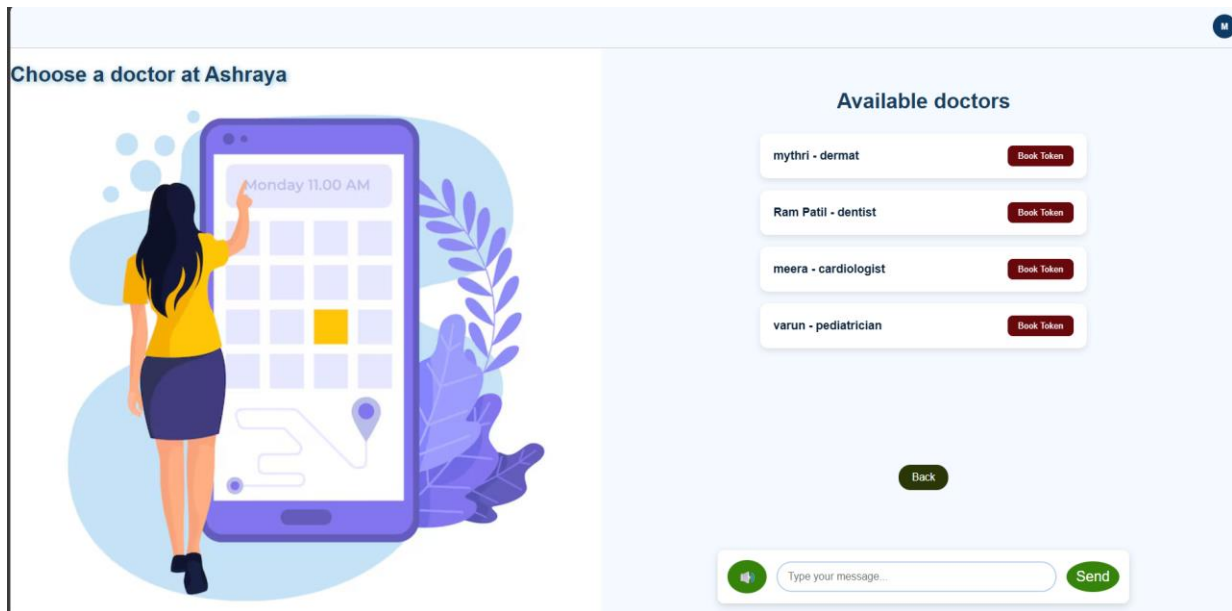 M
Choose a doctor at Ashraya
Monday 11.00 AM
Available doctors
mythri - dermat
Book Token
Ram Patil - dentist
Book Token
meera - cardiologist
Book Token
varun - pediatrician
Book Token
Back
Type your message...
Send